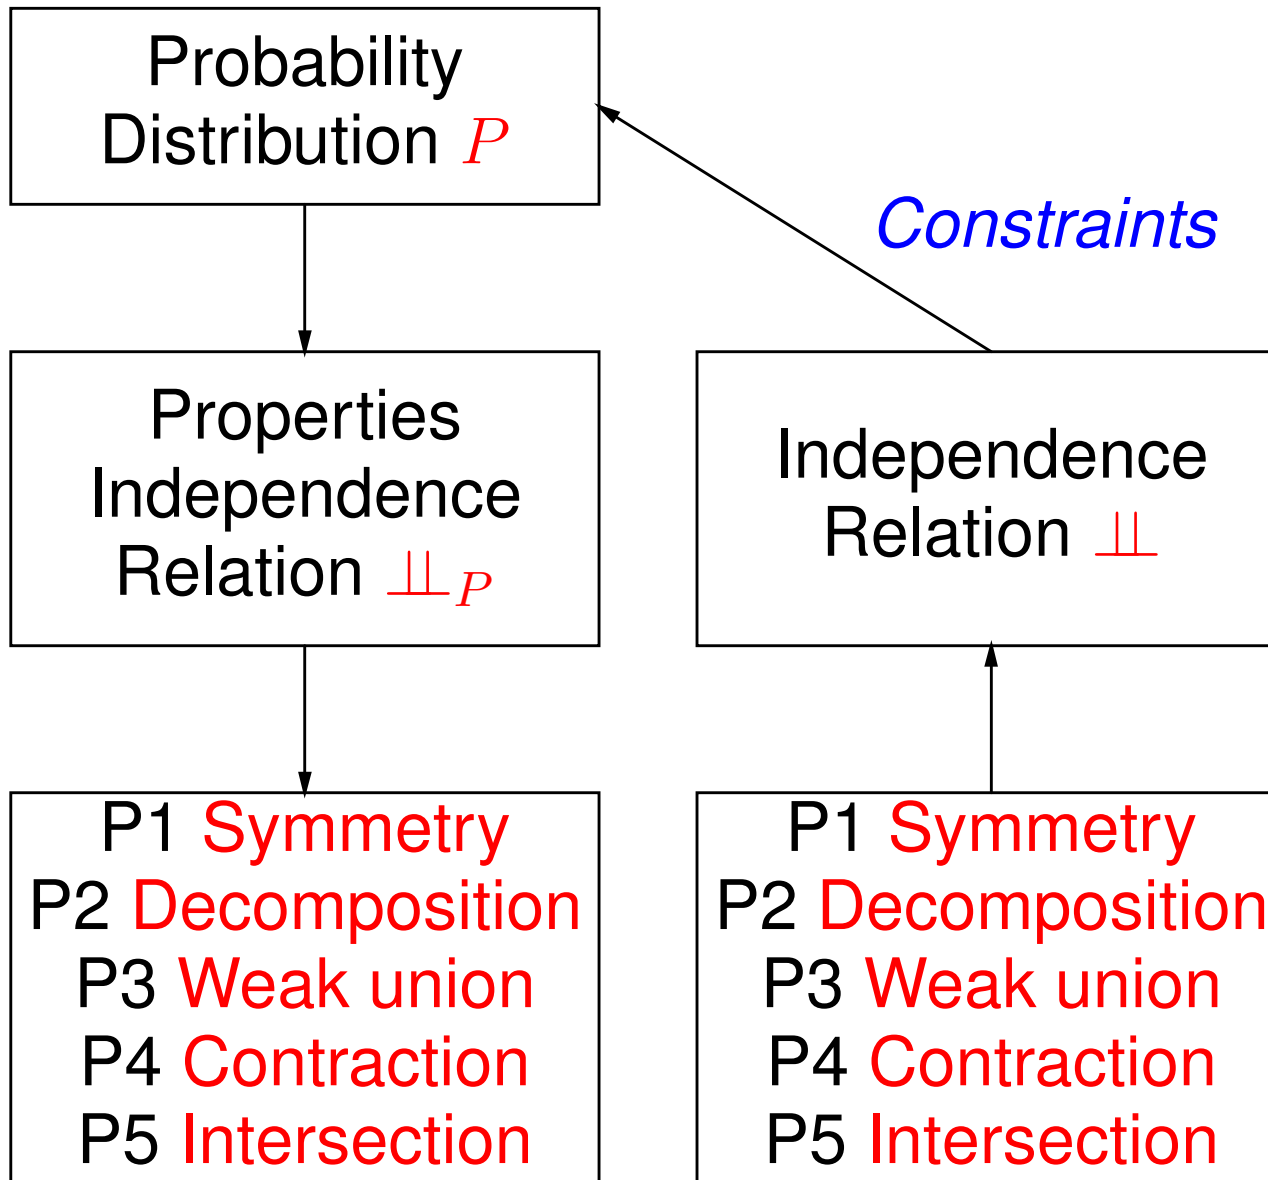 Probability
Distribution P
Constraints
Properties
Independence
Relation ⊥⊥P
Independence
Relation ⊥⊥
P1 Symmetry
P2 Decomposition
P3 Weak union
P4 Contraction
P5 Intersection
P1 Symmetry
P2 Decomposition
P3 Weak union
P4 Contraction
P5 Intersection